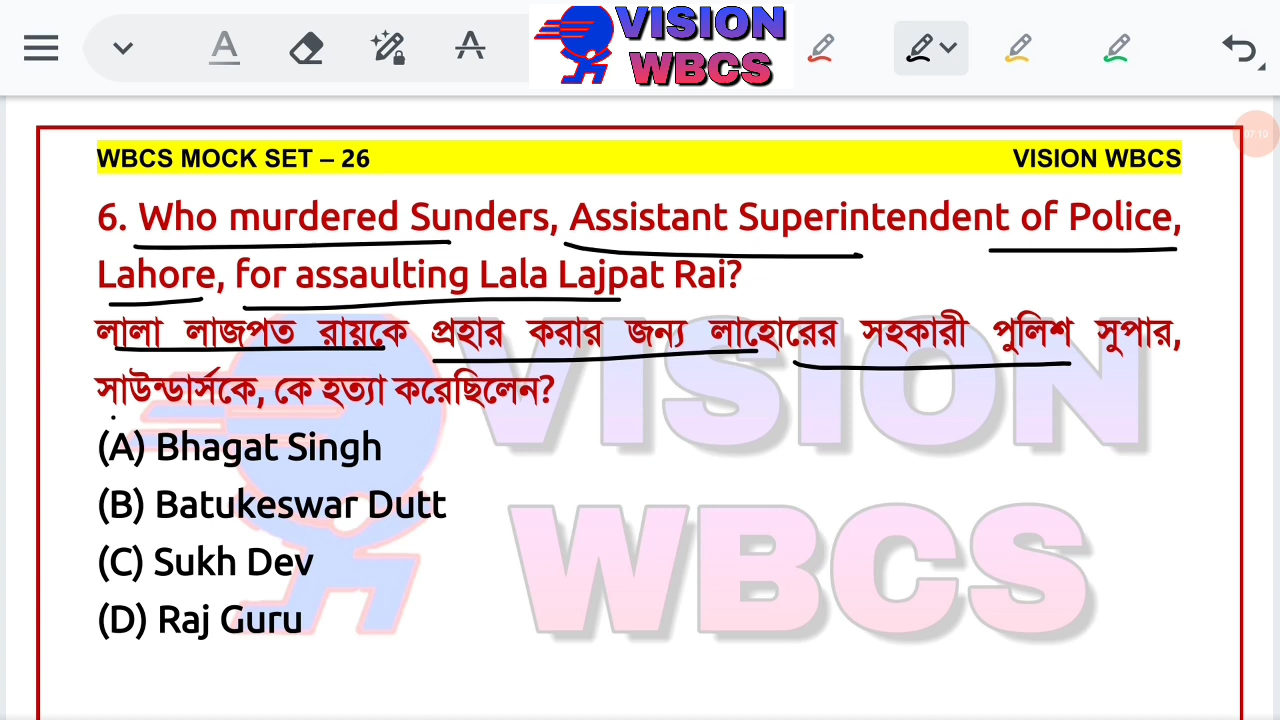 VISION
WBCS
07:10
WBCS MOCK SET – 26 VISION WBCS
6. Who murdered Sunders, Assistant Superintendent of Police,
Lahore, for assaulting Lala Lajpat Rai?
লালা লাজপত রায়কে প্রহার করার জন্য লাহোরের সহকারী পুলিশ সুপার,
সাউন্ডার্সকে, কে হত্যা করেছিলেন?
(A) Bhagat Singh
(B) Batukeswar Dutt
(C) Sukh Dev
(D) Raj Guru
VISION
WBCS